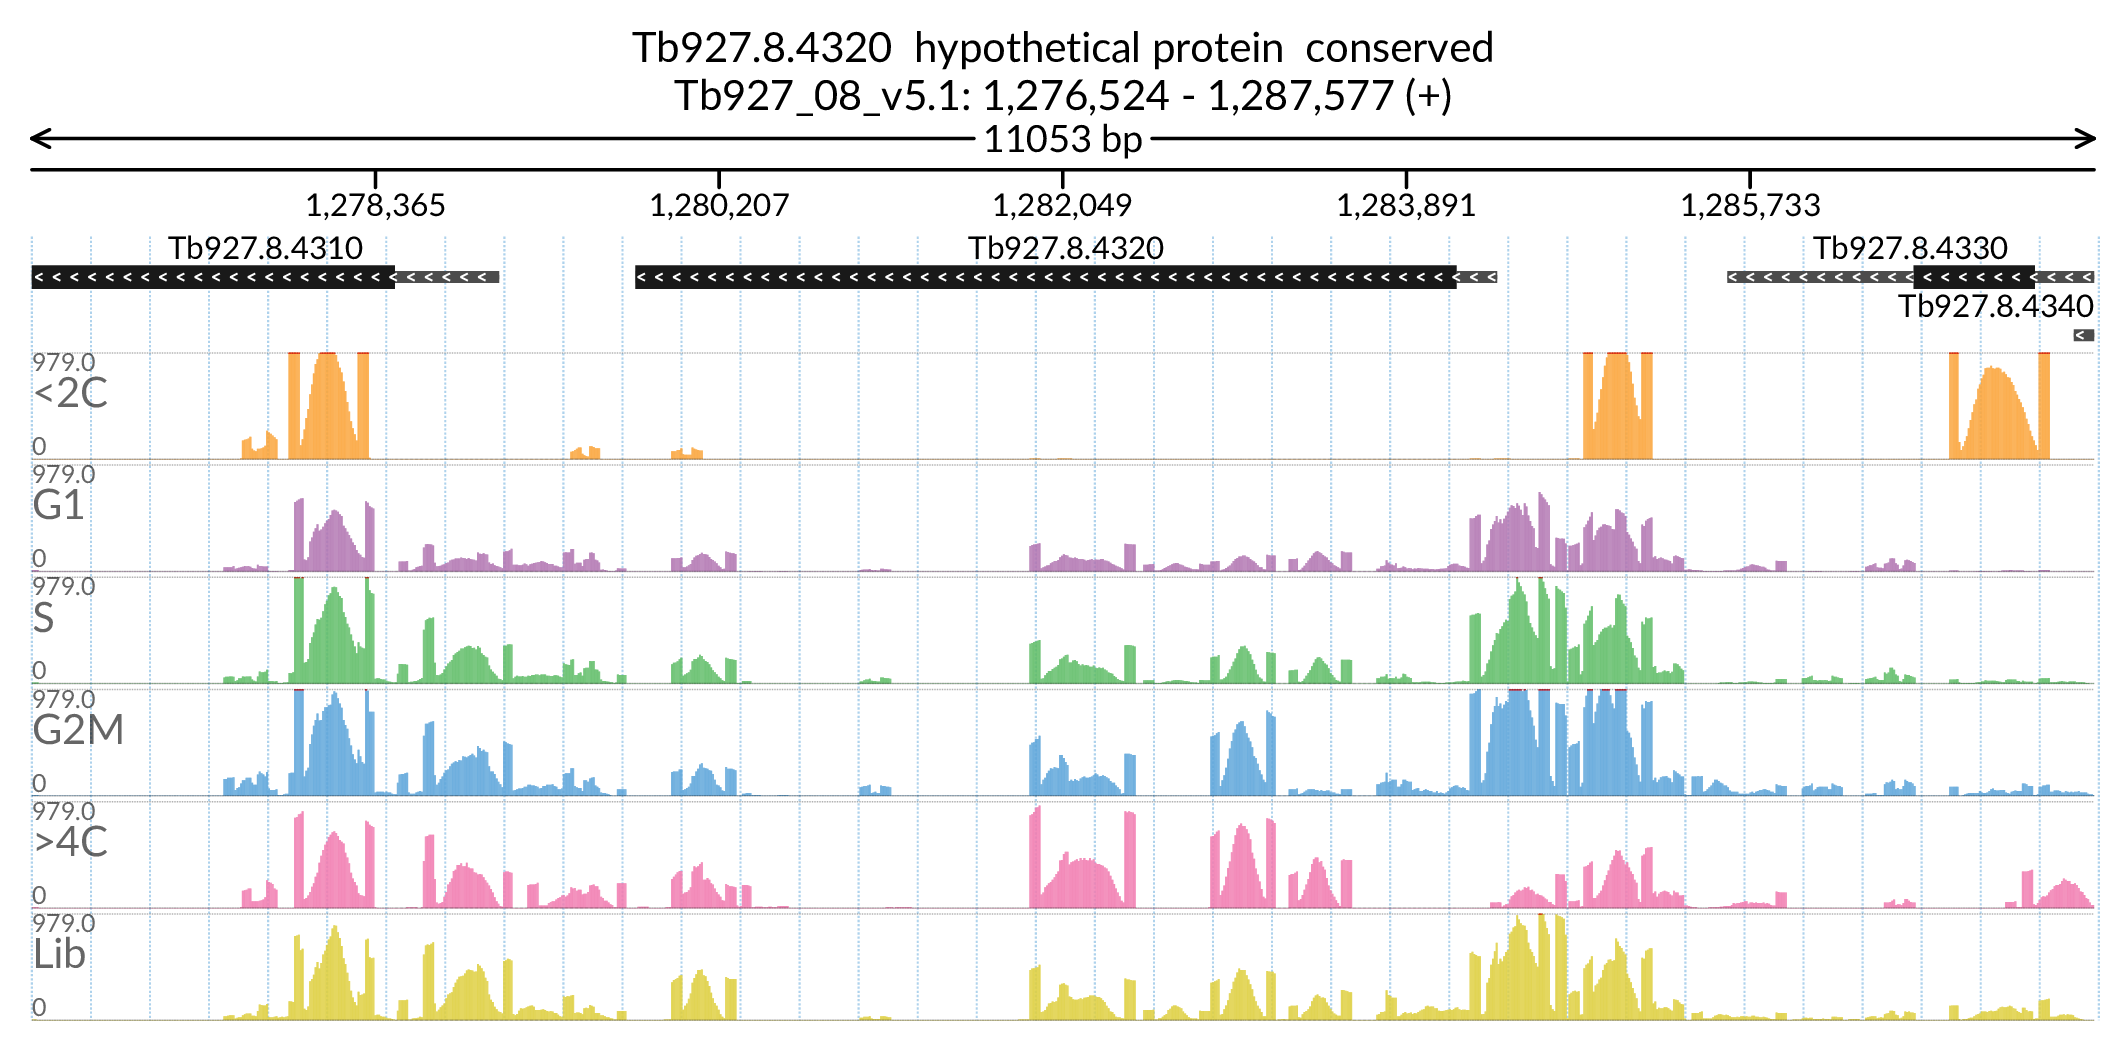 Tb927.8.4320  hypothetical protein  conserved
Tb927_08_v5.1: 1,276,524 - 1,287,577 (+)
11053 bp
1,278,365
1,280,207
1,282,049
1,283,891
1,285,733
Tb927.8.4310
Tb927.8.4320
Tb927.8.4330
Tb927.8.4340
979.0
<2C
0
979.0
G1
0
979.0
S
0
979.0
G2M
0
979.0
>4C
0
979.0
Lib
0